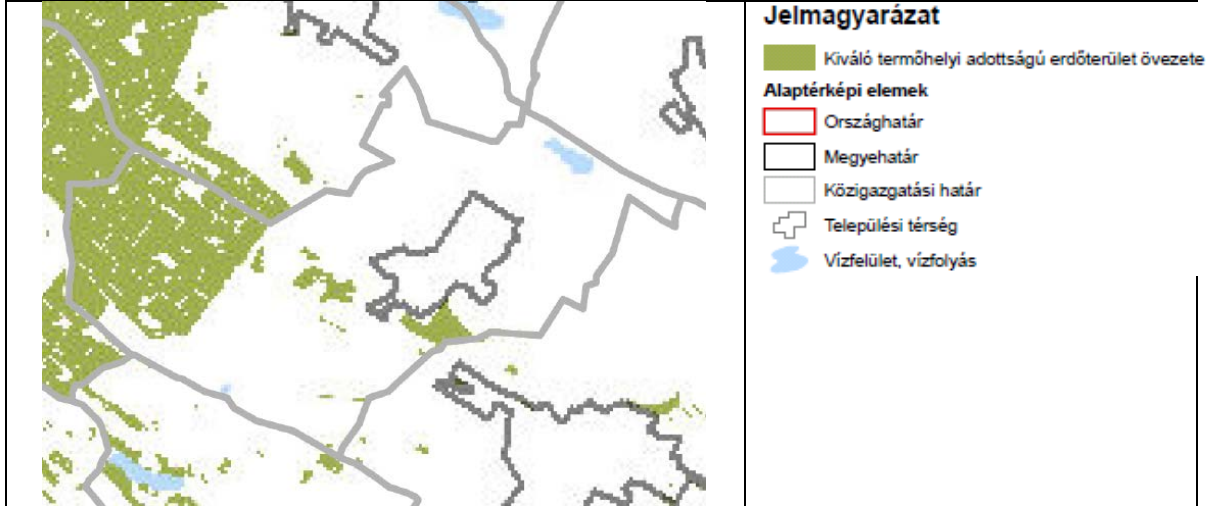 Jelmagyarázat
Kiváló termőhelyi adottságú erdőterület övezete
Alaptérképi elemek
Országhatár
Megyehatár
Közigazgatási határ
Települési térség
Vízfelület, vízfolyás